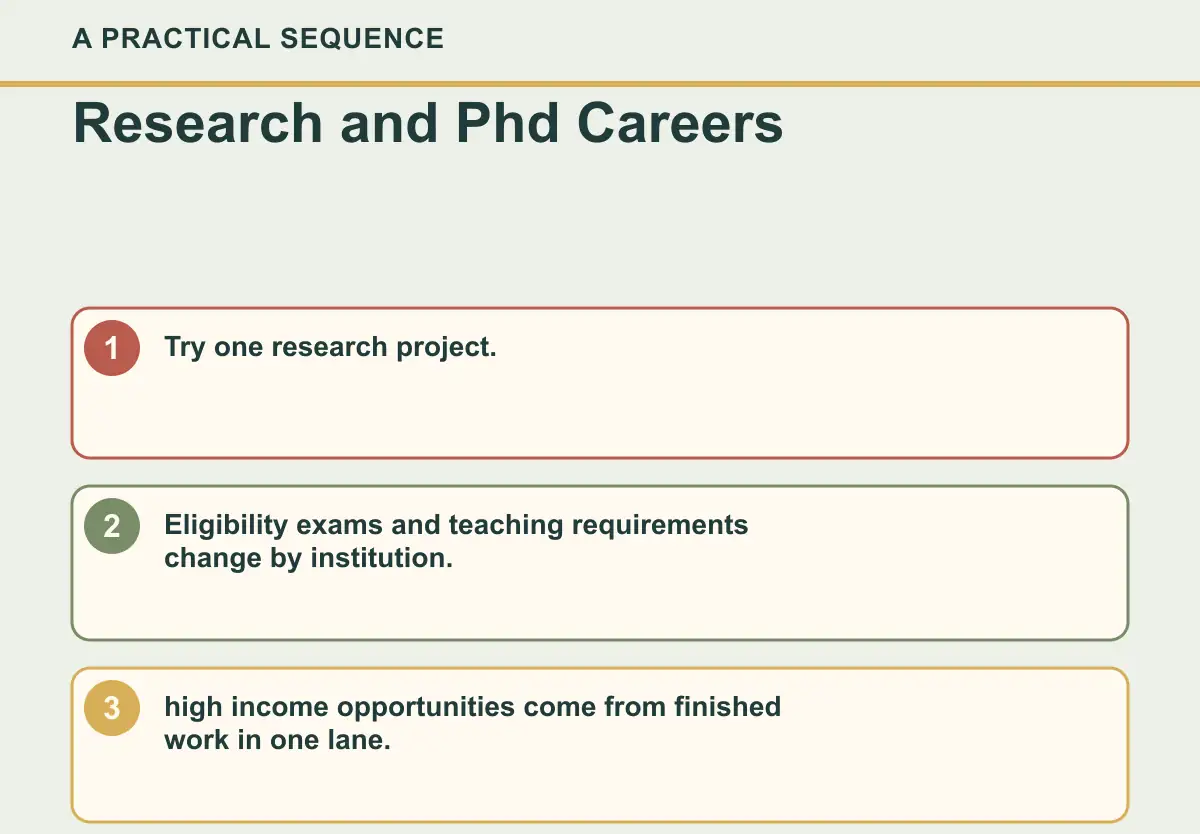 A PRACTICAL SEQUENCE
Research and Phd Careers
1
Try one research project.
2
Eligibility exams and teaching requirements
change by institution.
3
high income opportunities come from finished
work in one lane.